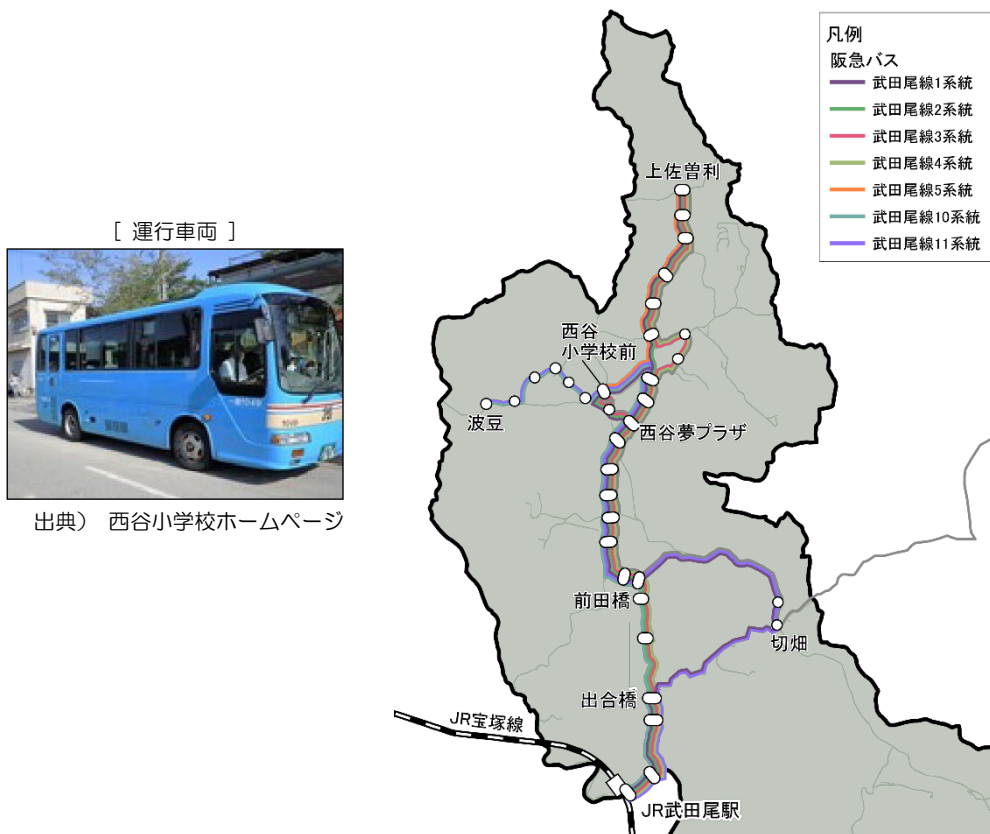 [ 運行車両 ]
出典） 西谷小学校ホームページ
凡例
阪急バス
武田尾線1系統
武田尾線2系統
武田尾線3系統
武田尾線4系統
武田尾線5系統
武田尾線10系統
武田尾線11系統
上佐曽利
西谷
小学校前
波豆
西谷夢プラザ
前田橋
切畑
出合橋
JR宝塚線
JR武田尾駅